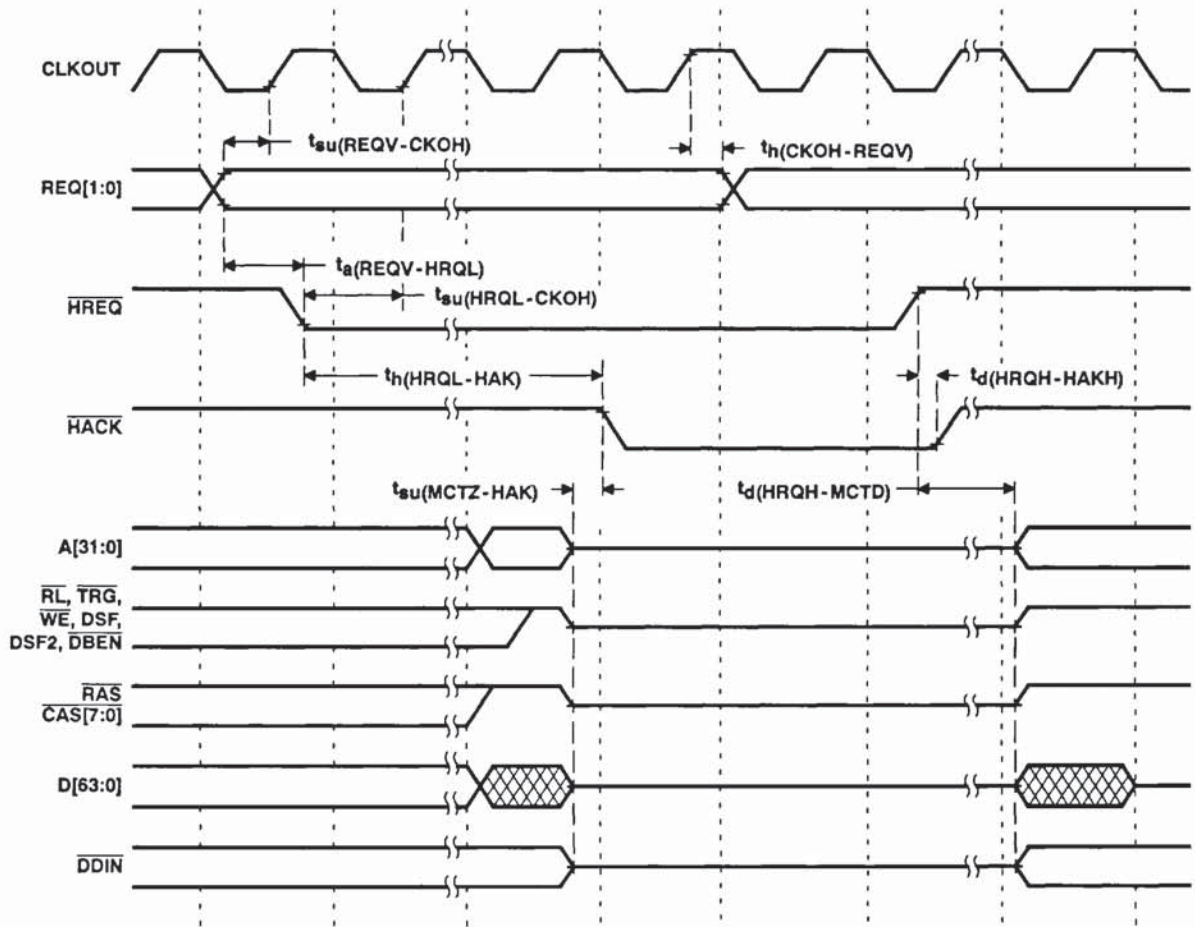 CLKOUT
tsu(REQV-CKOH)
th(CKOH-REQV)
REQ[1:0]
ta(REQV-HRQL)
tsu(HRQL-CKOH)
HREQ
th(HRQL-HAK)
td(HRQH-HAKH)
HACK
tsu(MCTZ-HAK)
td(HRQH-MCTD)
A[31:0]
RL, TRG,
WE, DSF,
DSF2, DBEN
RAS
CAS[7:0]
D[63:0]
DDIN